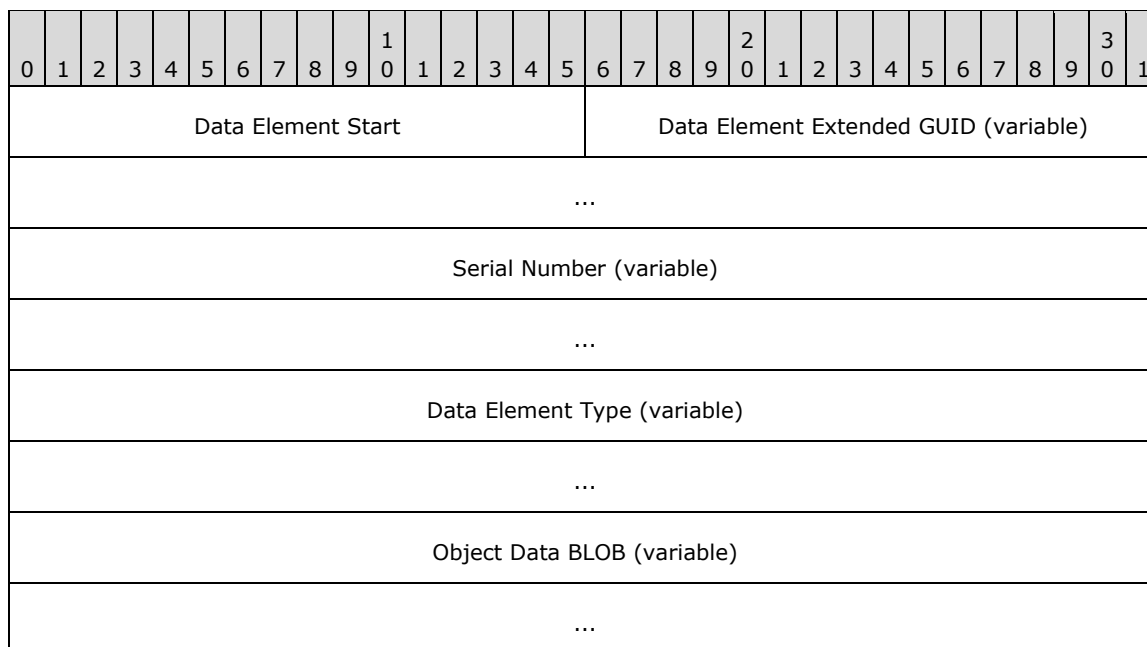 1 2 3
0 1 2 3 4 5 6 7 8 9 0 1 2 3 4 5 6 7 8 9 0 1 2 3 4 5 6 7 8 9 0 1
Data Element Start Data Element Extended GUID (variable)
...
Serial Number (variable)
...
Data Element Type (variable)
...
Object Data BLOB (variable)
...